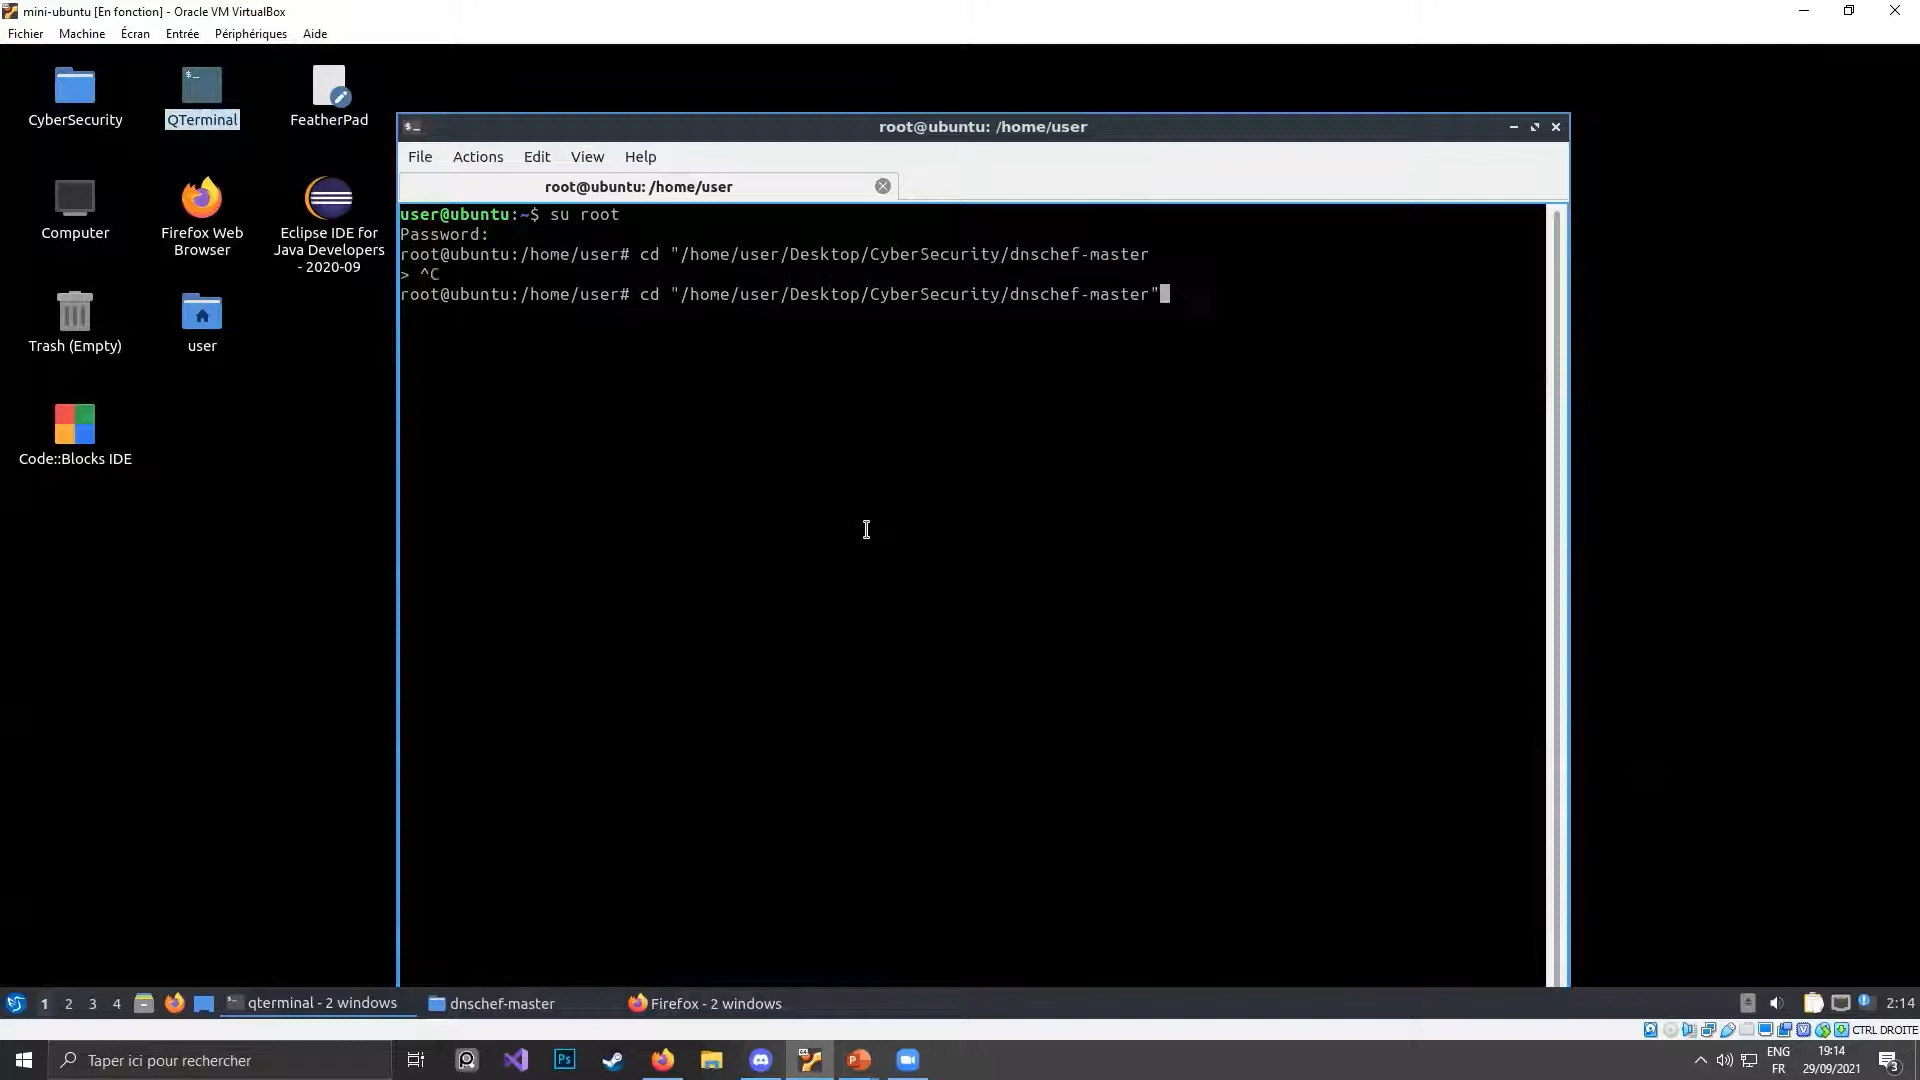 mini-ubuntu [En fonction] - Oracle VM VirtualBox
Fichier Machine Écran Entrée Périphériques Aide
CyberSecurity
QTerminal
FeatherPad
Computer
Firefox Web
Browser
Eclipse IDE for
Java Developers
- 2020-09
Trash (Empty)
user
Code::Blocks IDE
root@ubuntu: /home/user
File Actions Edit View Help
root@ubuntu: /home/user
user@ubuntu:~$ su root
Password:
root@ubuntu:/home/user# cd "/home/user/Desktop/CyberSecurity/dnschef-master
> ^C
root@ubuntu:/home/user# cd "/home/user/Desktop/CyberSecurity/dnschef-master"
1 2 3 4 qterminal - 2 windows dnschef-master Firefox - 2 windows 2:14
CTRL DROITE
Taper ici pour rechercher
ENG
FR
19:14
29/09/2021
3